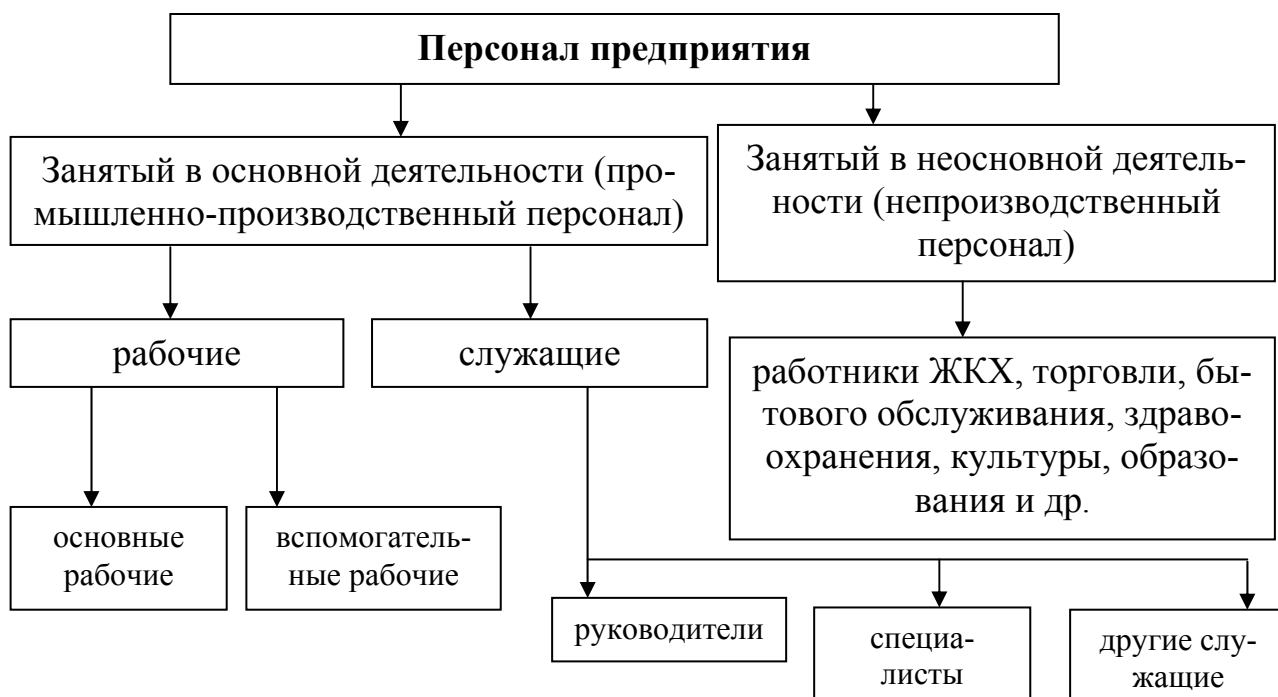 Персонал предприятия
Занятый в основной деятельности (про-
мышленно-производственный персонал)
Занятый в неосновной деятель-
ности (непроизводственный
персонал)
рабочие
служащие
работники ЖКХ, торговли, бы-
тового обслуживания, здраво-
охранения, культуры, образо-
вания и др.
основные
рабочие
вспомогатель-
ные рабочие
руководители
специа-
листы
другие слу-
жащие